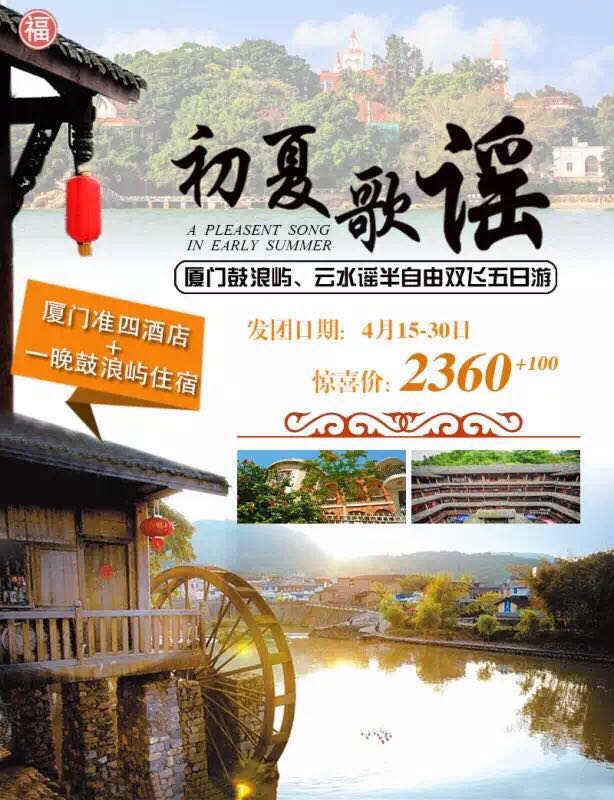 福
初夏歌谣
A PLEASENT SONG
IN EARLY SUMMER
厦门鼓浪屿、云水谣半自由双飞五日游
厦门准四酒店
+
一晚鼓浪屿住宿
发团日期：4月15-30日
惊喜价：2360+100